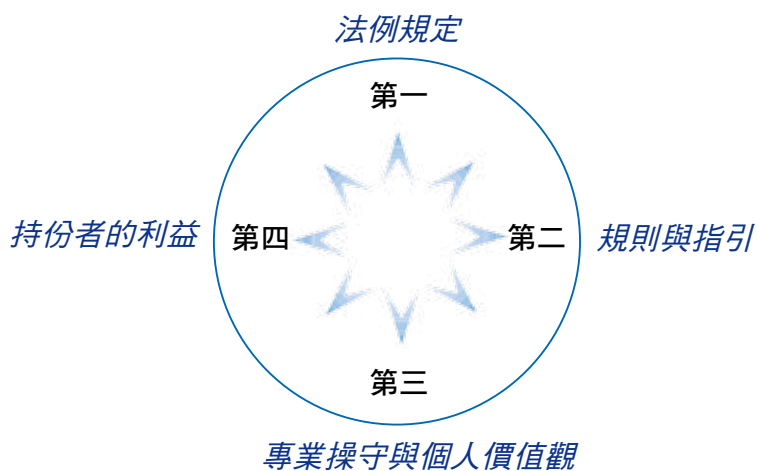 法例規定
第一
持份者的利益
第四
第二
規則與指引
第三
專業操守與個人價值觀